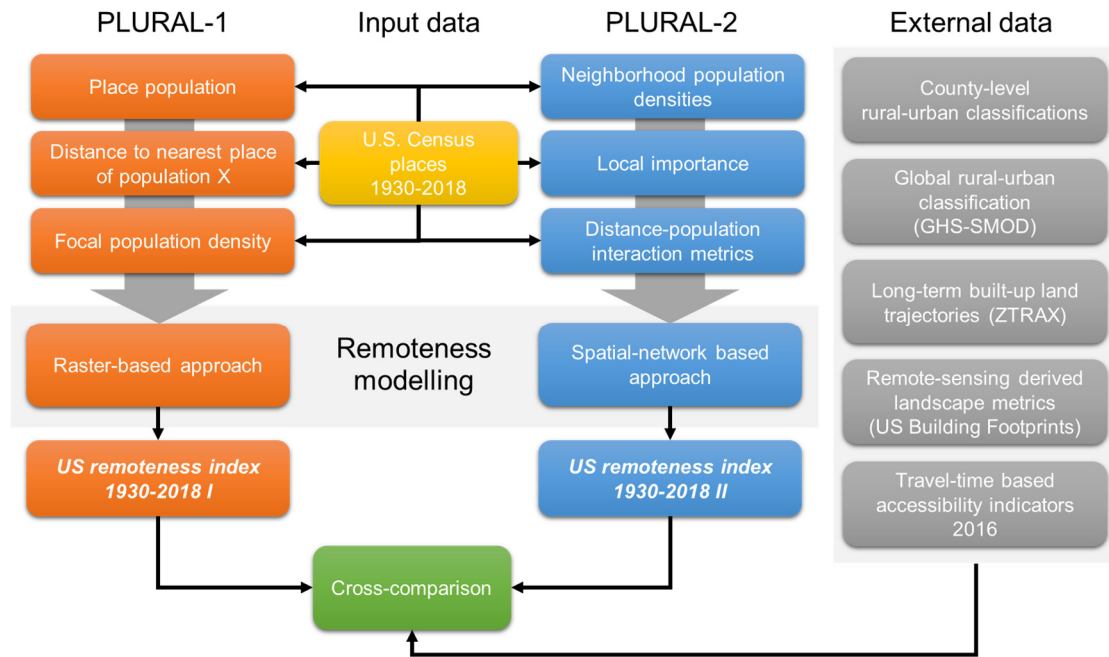 PLURAL-1
Input data
PLURAL-2
External data
Place population
Distance to nearest place
of population X
Focal population density
U.S. Census
places
1930-2018
Neighborhood population
densities
Local importance
Distance-population
interaction metrics
Raster-based approach
Remoteness
modelling
Spatial-network based
approach
US remoteness index
1930-2018 I
US remoteness index
1930-2018 II
Cross-comparison
County-level
rural-urban classifications
Global rural-urban
classification
(GHS-SMOD)
Long-term built-up land
trajectories (ZTRAX)
Remote-sensing derived
landscape metrics
(US Building Footprints)
Travel-time based
accessibility indicators
2016